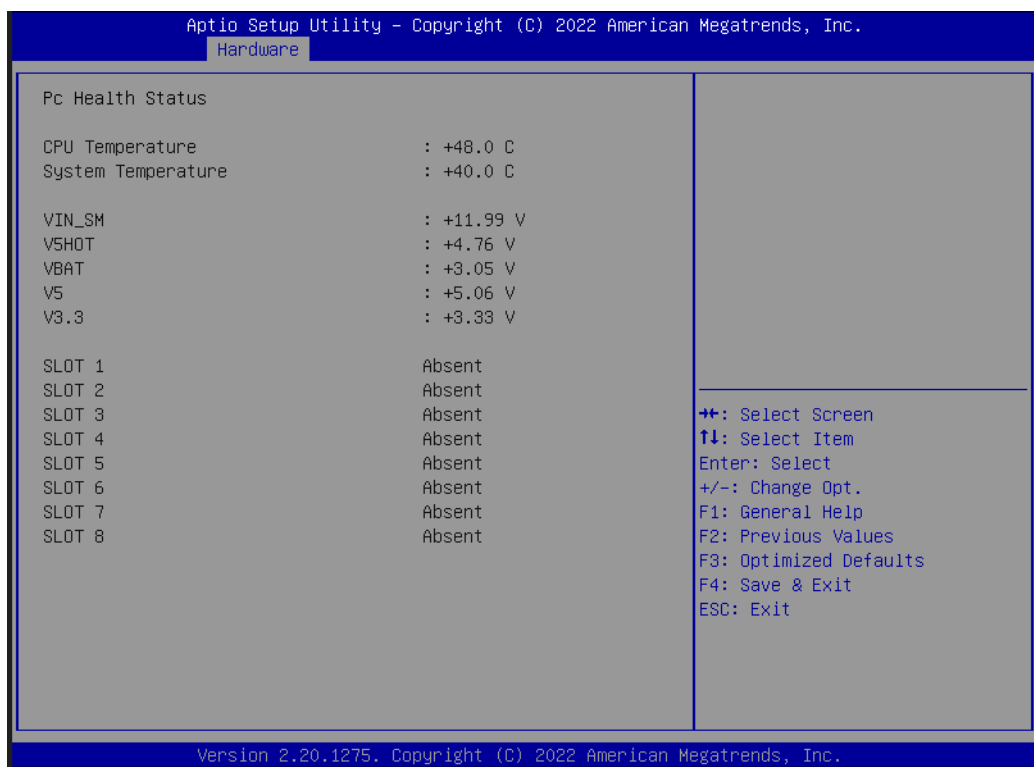 Aptio Setup Utility – Copyright (C) 2022 American Megatrends, Inc.
Hardware
Pc Health Status
CPU Temperature : +48.0 C
System Temperature : +40.0 C
VIN_SM : +11.99 V
V5HOT : +4.76 V
VBAT : +3.05 V
V5 : +5.06 V
V3.3 : +3.33 V
SLOT 1 Absent
SLOT 2 Absent
SLOT 3 Absent
SLOT 4 Absent
SLOT 5 Absent
SLOT 6 Absent
SLOT 7 Absent
SLOT 8 Absent
→←: Select Screen
↑↓: Select Item
Enter: Select
+/-: Change Opt.
F1: General Help
F2: Previous Values
F3: Optimized Defaults
F4: Save & Exit
ESC: Exit
Version 2.20.1275. Copyright (C) 2022 American Megatrends, Inc.